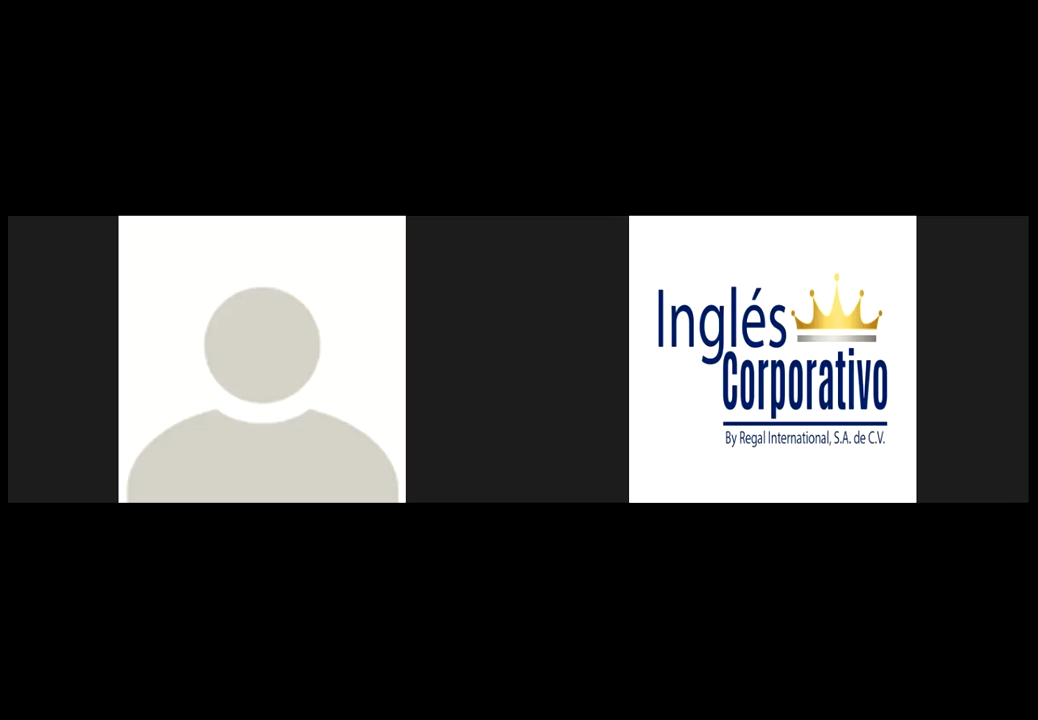 Inglés
Corporativo
By Regal International, S.A. de C.V.